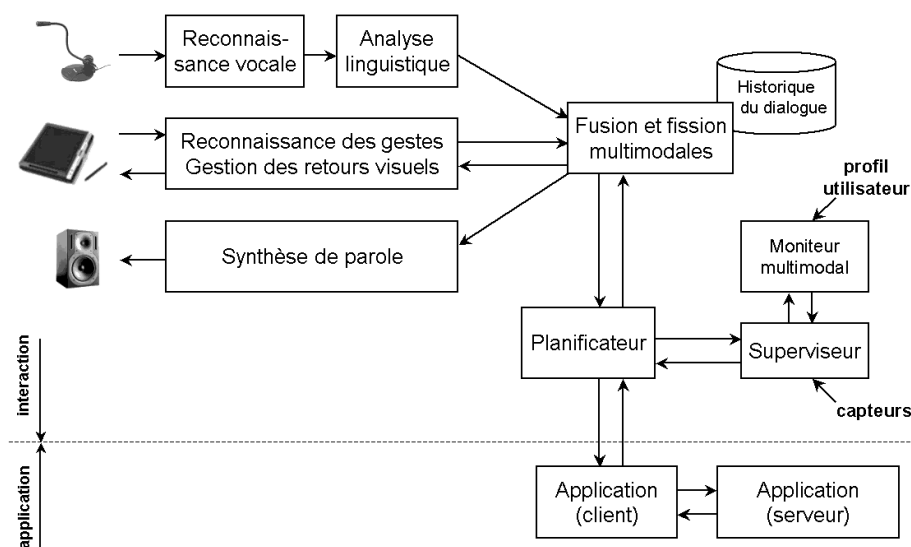 Reconnais-
sance vocale
Analyse
linguistique
Historique
du dialogue
Reconnaissance des gestes
Gestion des retours visuels
Fusion et fission
multimodales
profil
utilisateur
Synthèse de parole
Moniteur
multimodal
Planificateur
Superviseur
capteurs
interaction
application
Application
(client)
Application
(serveur)